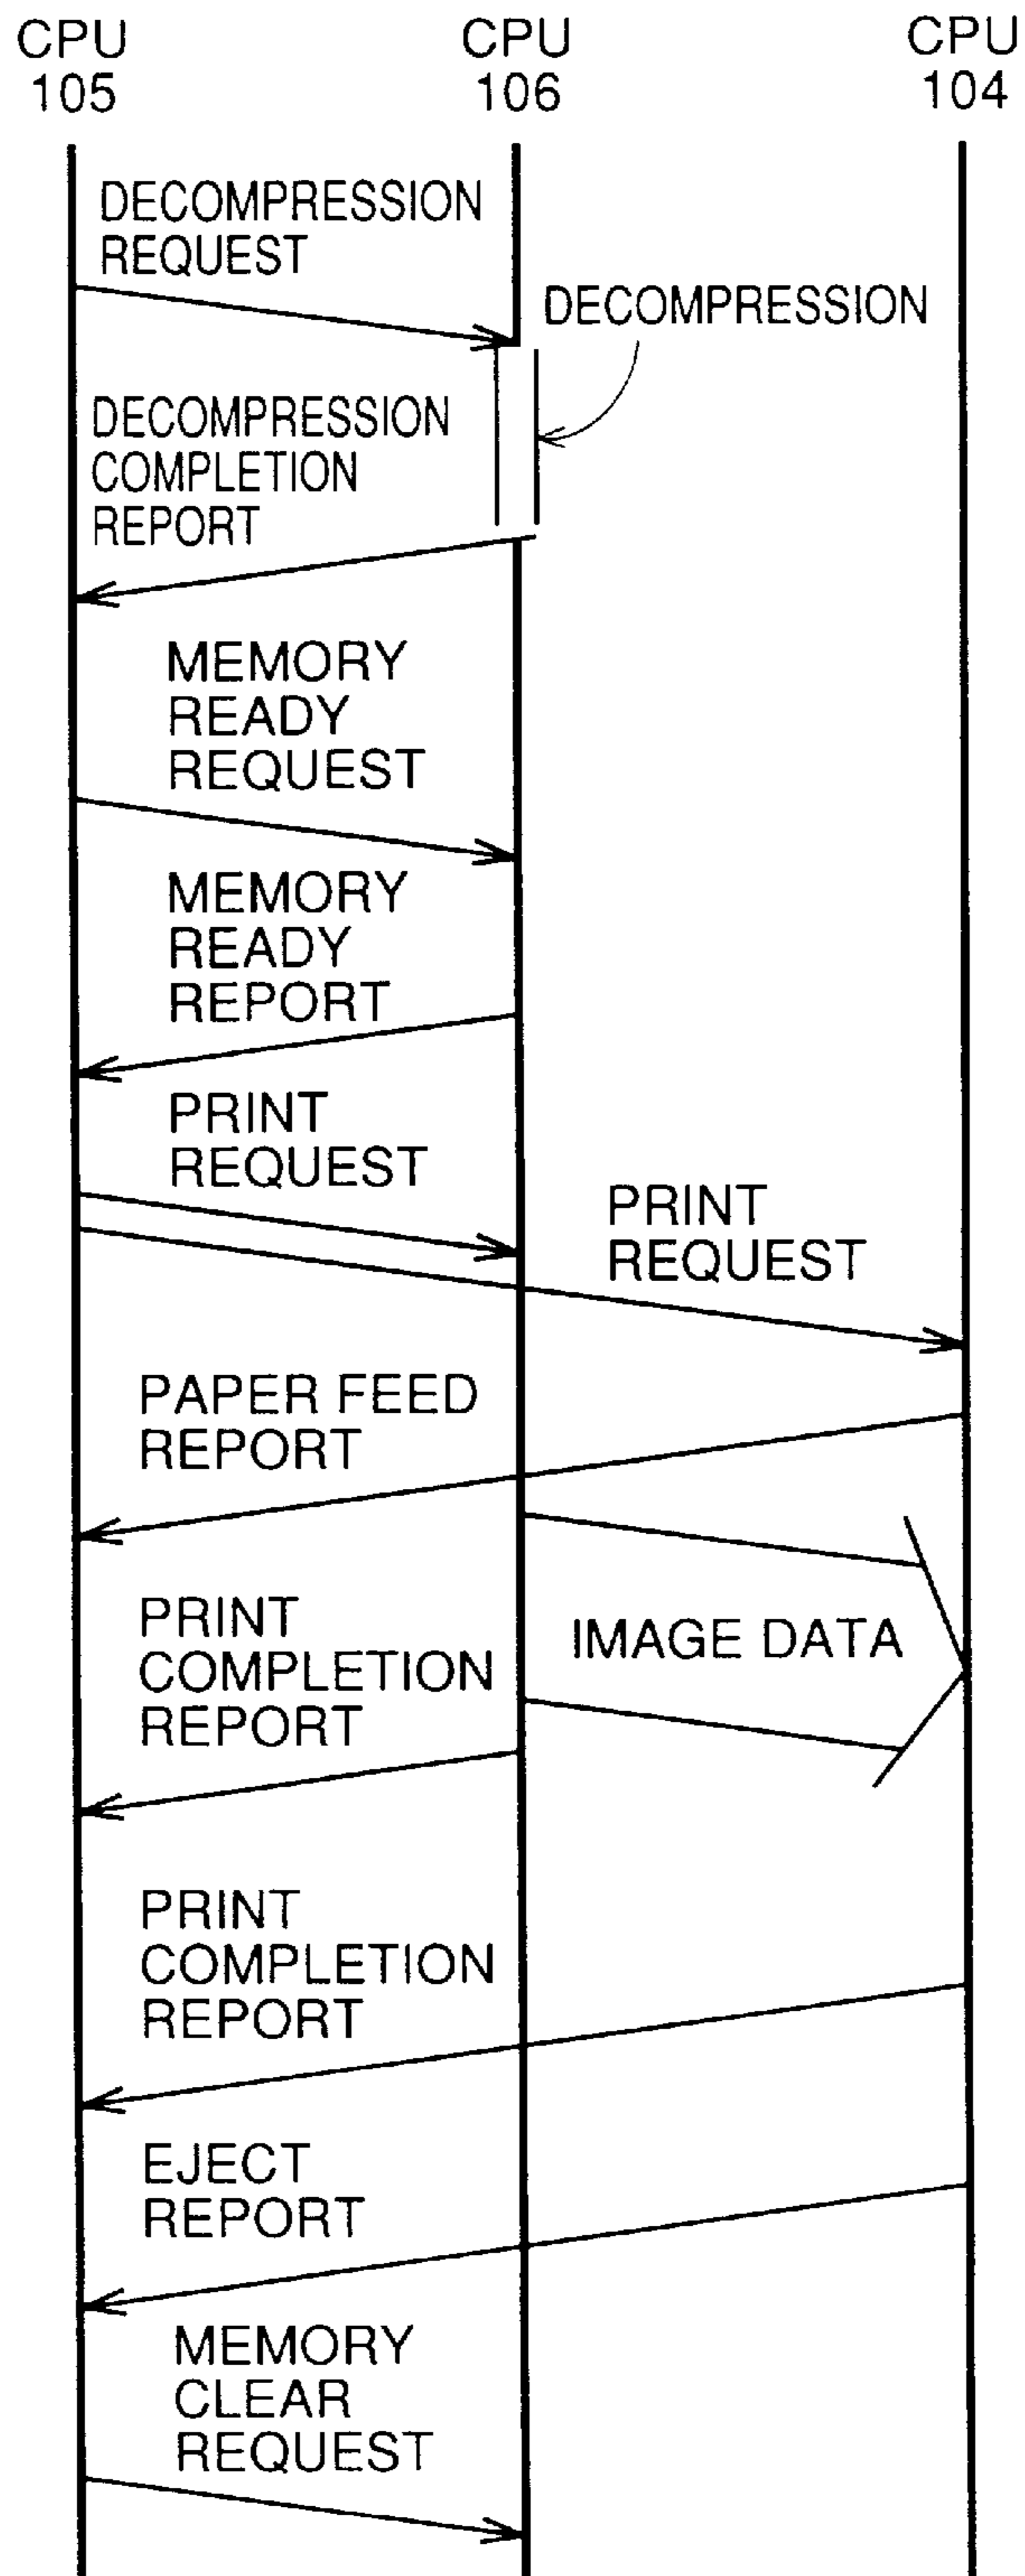 CPU
105
CPU
106
CPU
104
DECOMPRESSION
REQUEST
DECOMPRESSION
DECOMPRESSION
COMPLETION
REPORT
MEMORY
READY
REQUEST
MEMORY
READY
REPORT
PRINT
REQUEST
PRINT
REQUEST
PAPER FEED
REPORT
PRINT
COMPLETION
REPORT
IMAGE DATA
PRINT
COMPLETION
REPORT
EJECT
REPORT
MEMORY
CLEAR
REQUEST